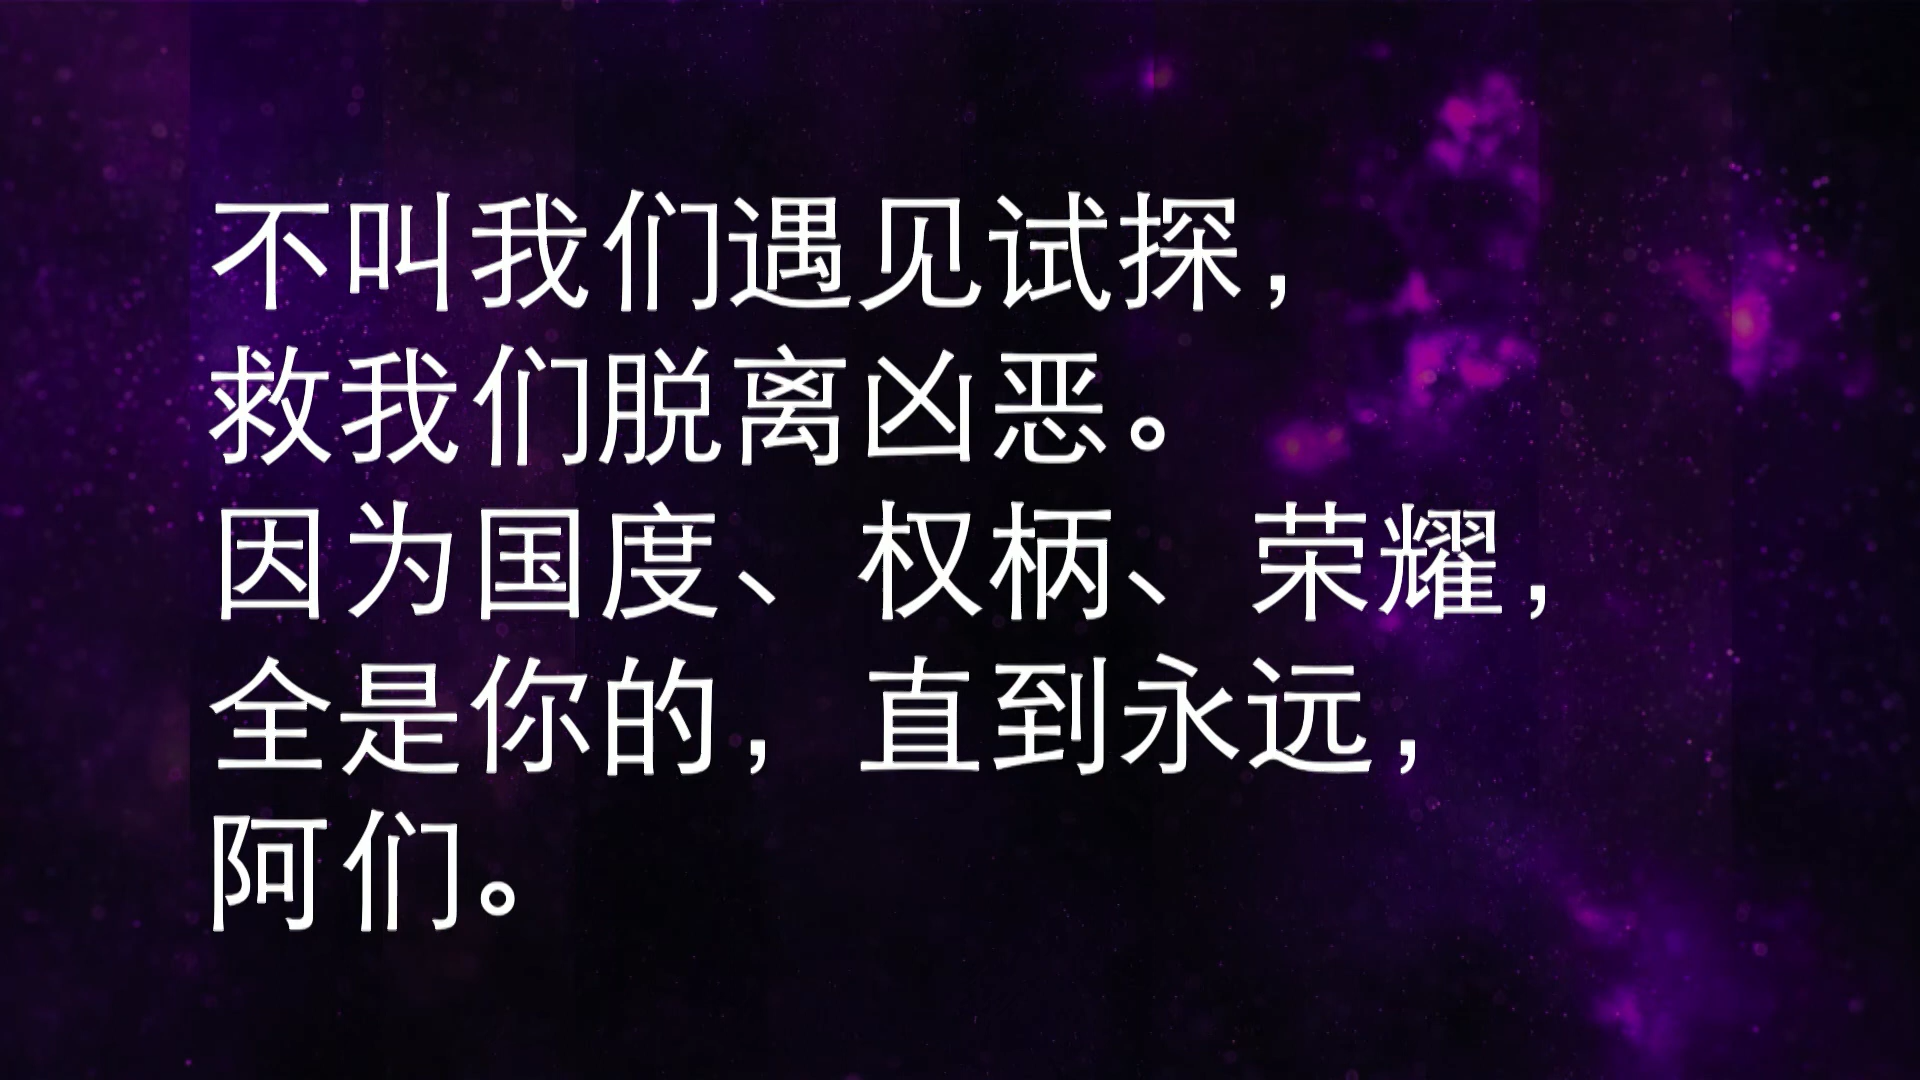 不叫我们遇见试探，
救我们脱离凶恶。
因为国度、权柄、荣耀，
全是你的，直到永远，
阿们。